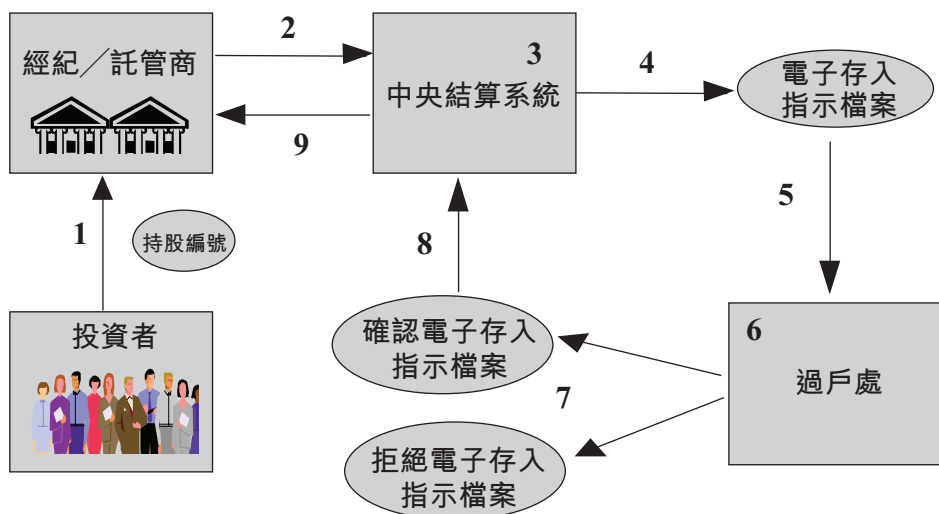 經紀／託管商
2
9
3
中央結算系統
4
電子存入
指示檔案
5
1
持股編號
8
投資者
確認電子存入
指示檔案
7
拒絕電子存入
指示檔案
6
過戶處